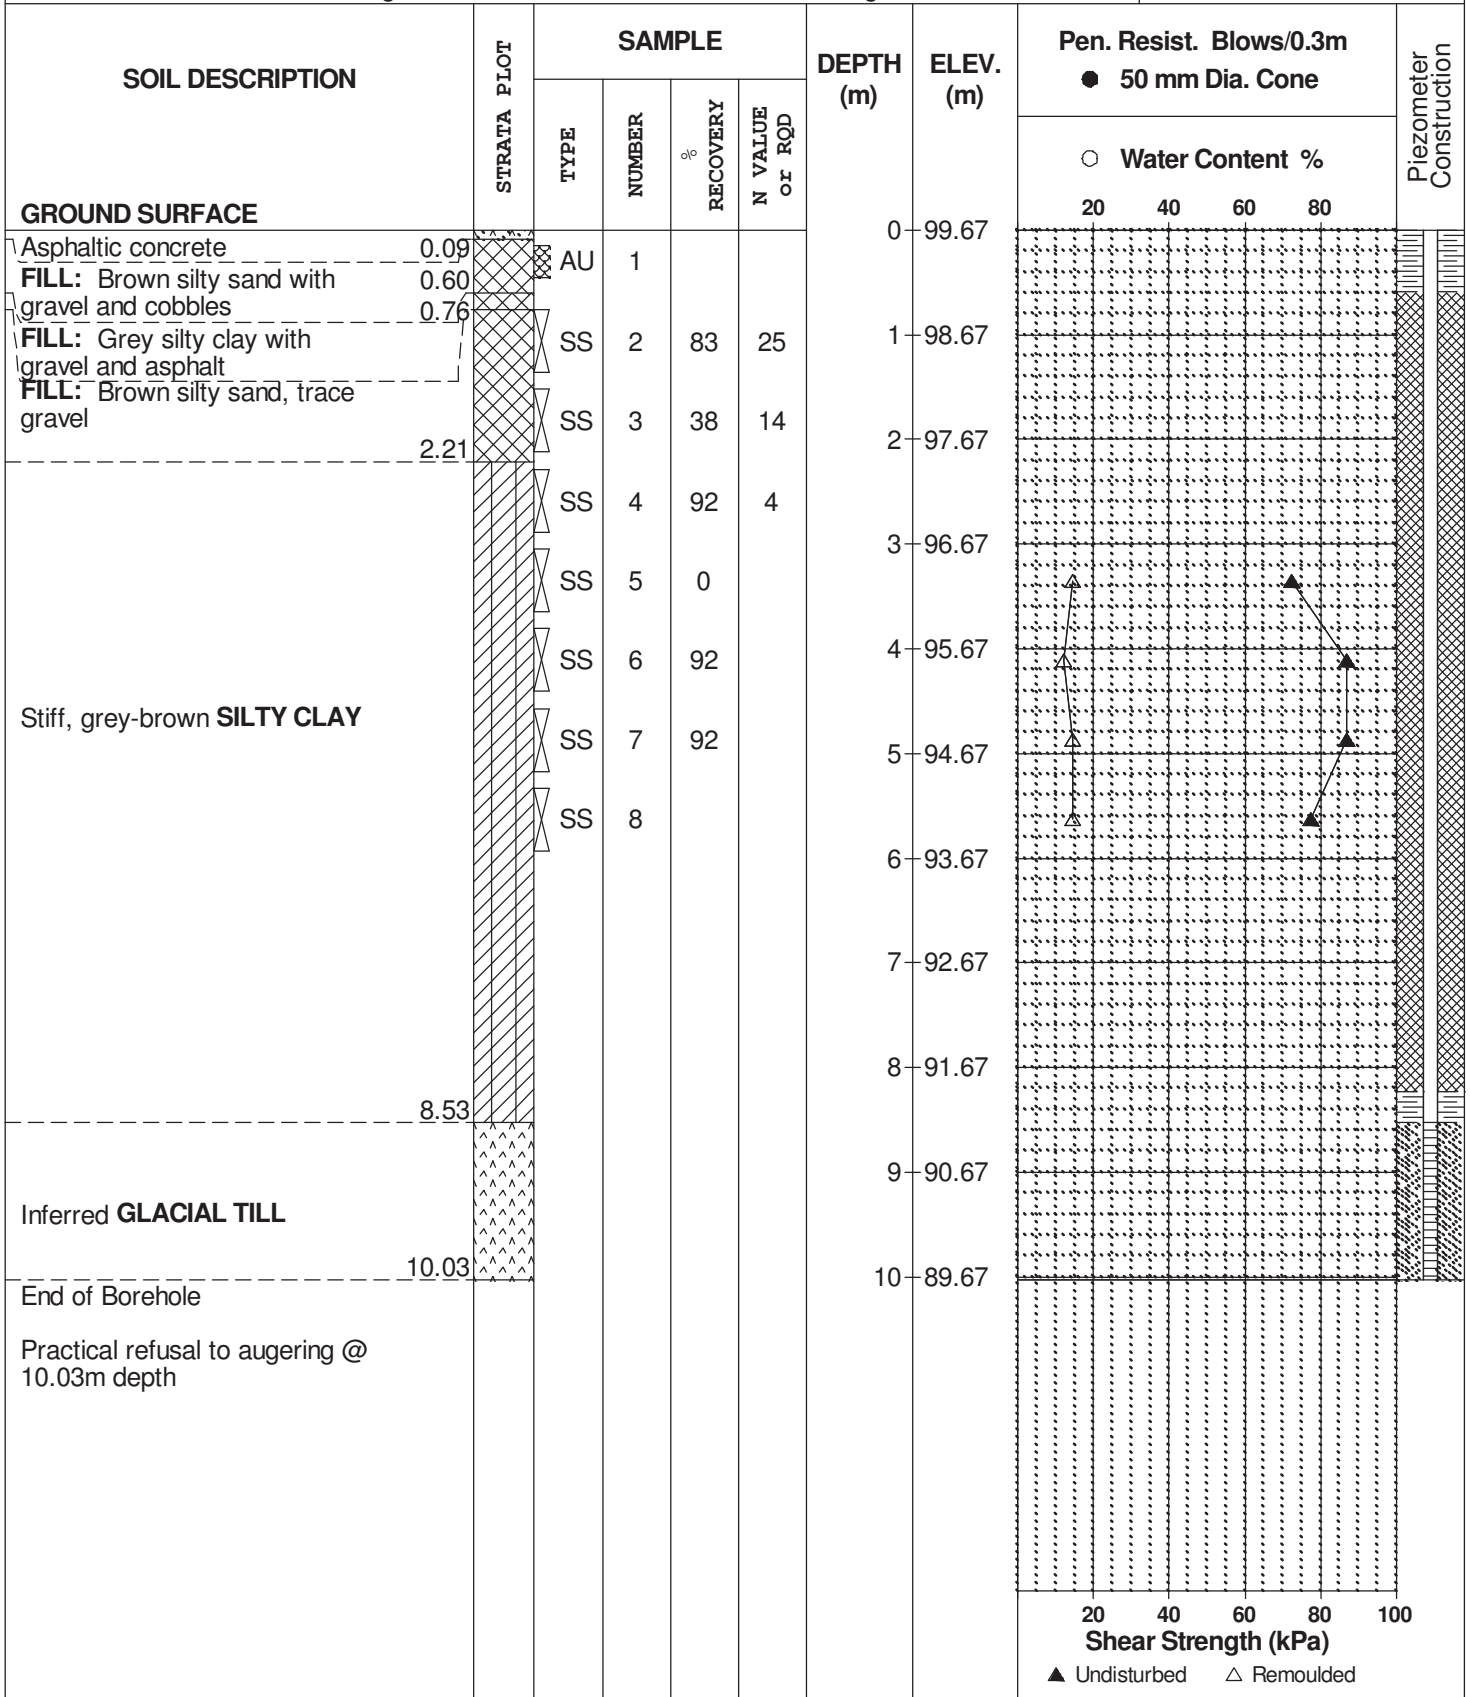 SOIL DESCRIPTION
GROUND SURFACE
STRATA PLOT
SAMPLE
TYPE
NUMBER
%
RECOVERY
N VALUE
or RQD
DEPTH
(m)
ELEV.
(m)
Pen. Resist. Blows/0.3m
● 50 mm Dia. Cone
○ Water Content %
20 40 60 80
Piezometer
Construction
Asphaltic concrete 0.09
FILL: Brown silty sand with 0.60
gravel and cobbles 0.76
FILL: Grey silty clay with
gravel and asphalt
FILL: Brown silty sand, trace
gravel
2.21
Stiff, grey-brown SILTY CLAY
8.53
Inferred GLACIAL TILL
10.03
End of Borehole
Practical refusal to augering @
10.03m depth
AU 1
SS 2 83 25
SS 3 38 14
SS 4 92 4
SS 5 0
SS 6 92
SS 7 92
SS 8
0 99.67
1 98.67
2 97.67
3 96.67
4 95.67
5 94.67
6 93.67
7 92.67
8 91.67
9 90.67
10 89.67
20 40 60 80 100
Shear Strength (kPa)
▲ Undisturbed △ Remoulded